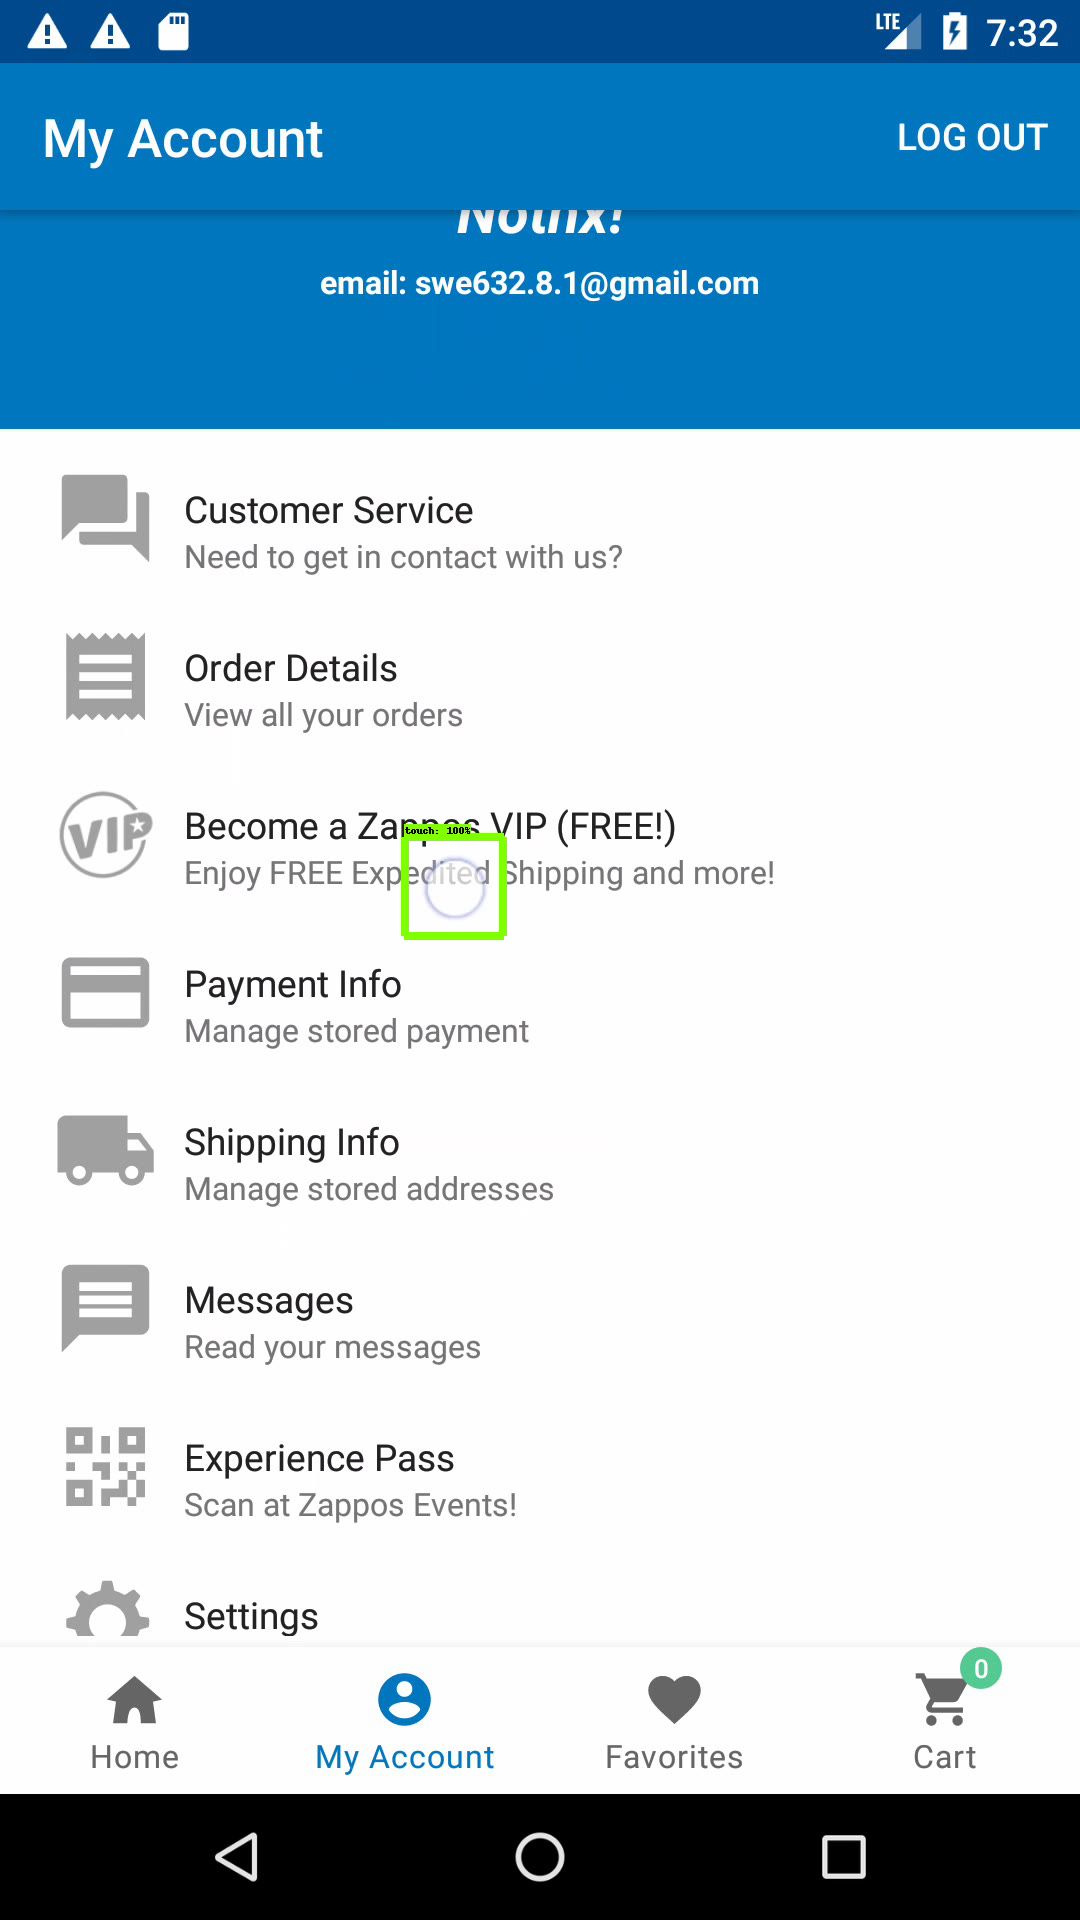 LTE 7:32
My Account LOG OUT
Notfix!
email: swe632.8.1@gmail.com
Customer Service
Need to get in contact with us?
Order Details
View all your orders
VIP
Become a Zappos VIP (FREE!)
touch: 100%
Enjoy FREE Expedited Shipping and more!
Payment Info
Manage stored payment
Shipping Info
Manage stored addresses
Messages
Read your messages
Experience Pass
Scan at Zappos Events!
Settings
0
Home My Account Favorites Cart